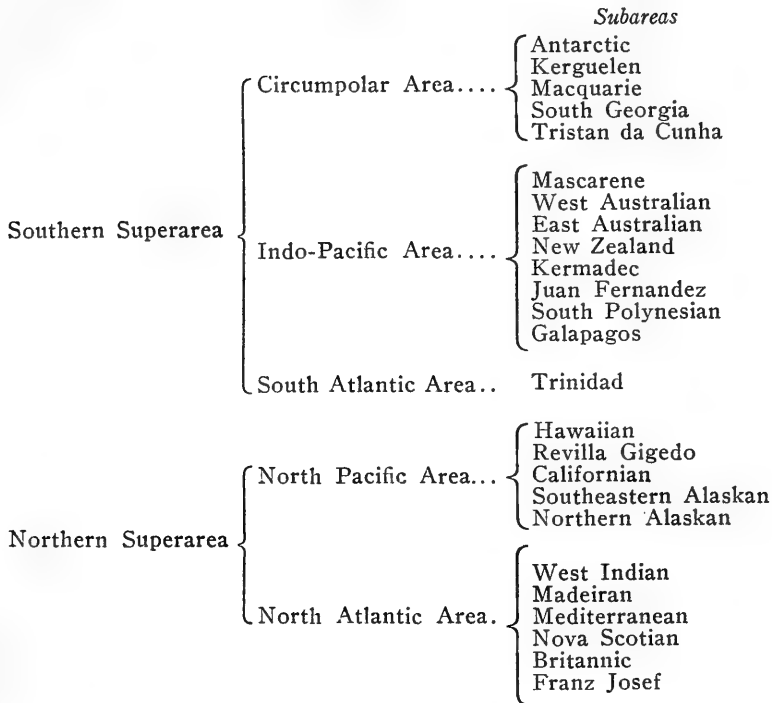 Subareas
Southern Superarea
Circumpolar Area....
Antarctic
Kerguelen
Macquarie
South Georgia
Tristan da Cunha
Indo-Pacific Area....
Mascarene
West Australian
East Australian
New Zealand
Kermadec
Juan Fernandez
South Polynesian
Galapagos
South Atlantic Area..
Trinidad
Northern Superarea
North Pacific Area...
Hawaiian
Revilla Gigedo
Californian
Southeastern Alaskan
Northern Alaskan
North Atlantic Area.
West Indian
Madeiran
Mediterranean
Nova Scotian
Britannic
Franz Josef